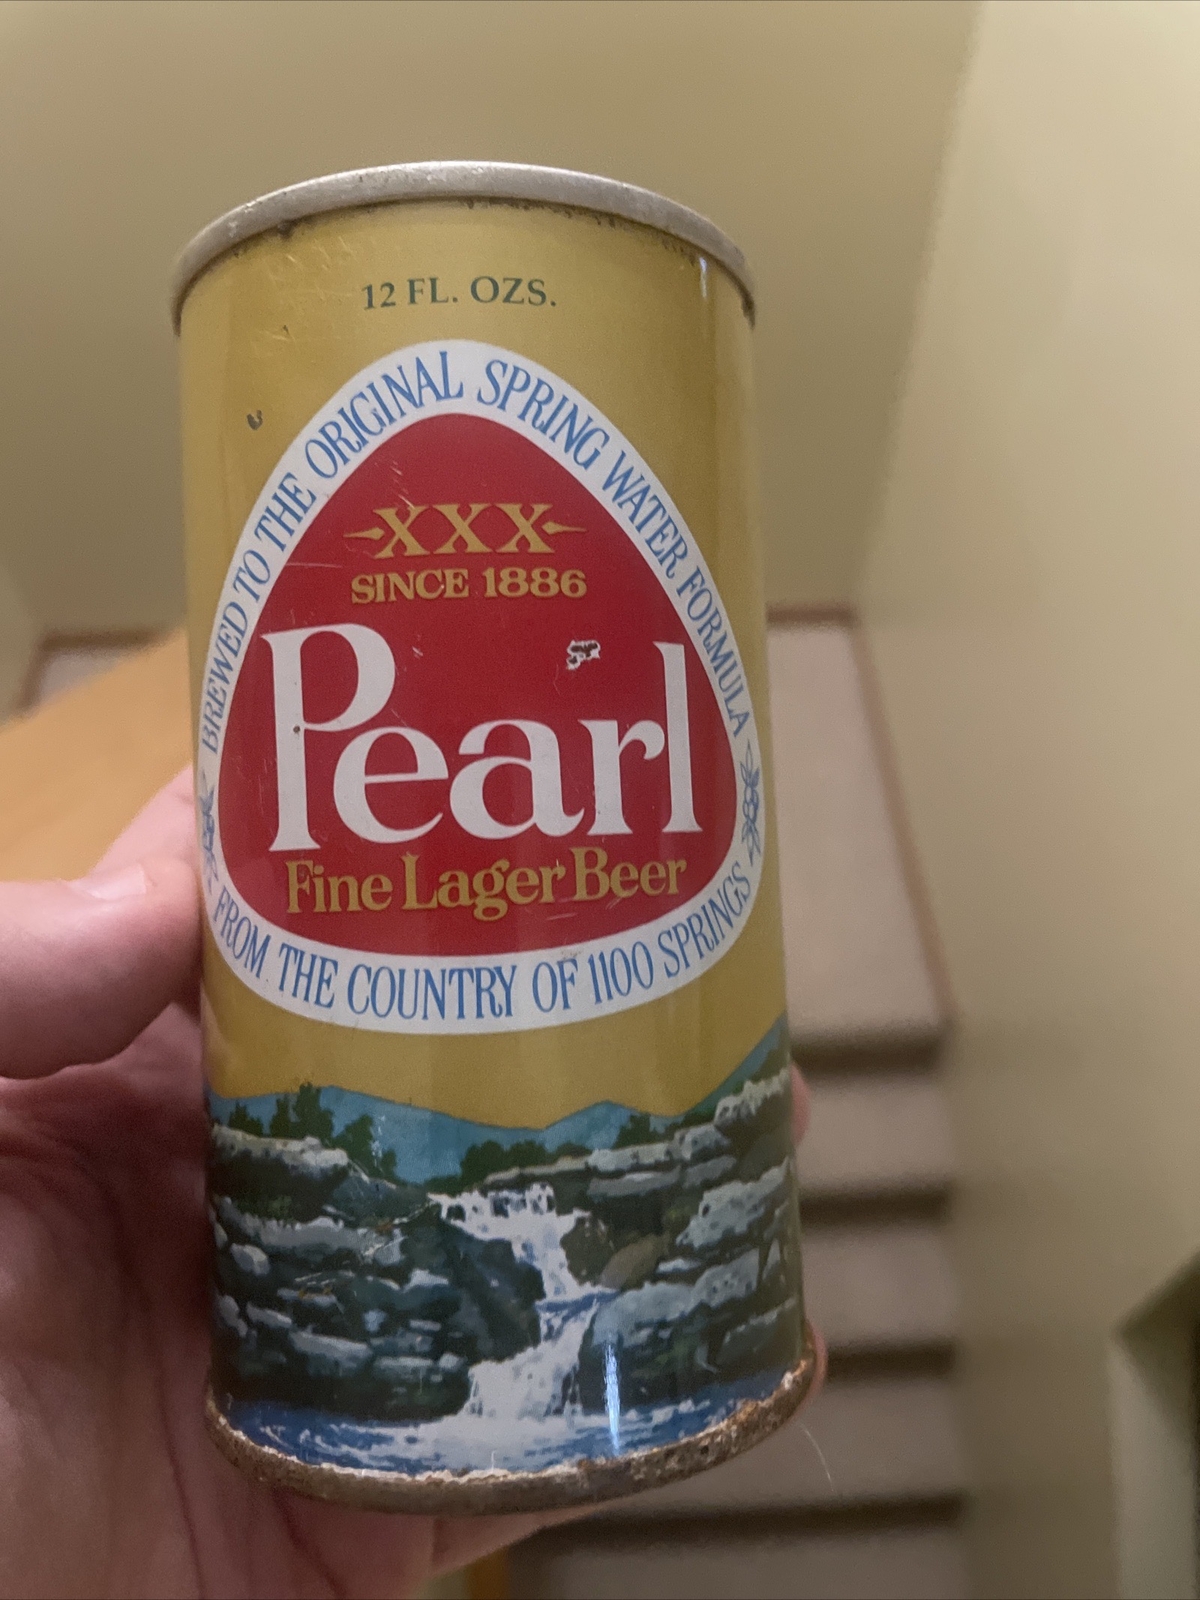 12 FL. OZS.
BREWED TO THE ORIGINAL SPRING WATER FORMULA
XXX
SINCE 1886
Pearl
Fine Lager Beer
FROM THE COUNTRY OF 1100 SPRINGS